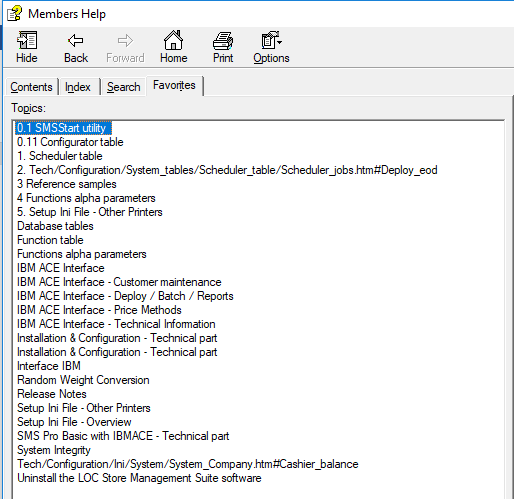 Members Help
Hide Back Forward Home Print Options
Contents Index Search Favorites
Topics:
0.1 SMSStart utility
0.11 Configurator table
1. Scheduler table
2. Tech/Configuration/System_tables/Scheduler_table/Scheduler_jobs.htm#Deploy_eod
3 Reference samples
4 Functions alpha parameters
5. Setup Ini File - Other Printers
Database tables
Function table
Functions alpha parameters
IBM ACE Interface
IBM ACE Interface - Customer maintenance
IBM ACE Interface - Deploy / Batch / Reports
IBM ACE Interface - Price Methods
IBM ACE Interface - Technical Information
Installation & Configuration - Technical part
Installation & Configuration - Technical part
Interface IBM
Random Weight Conversion
Release Notes
Setup Ini File - Other Printers
Setup Ini File - Overview
SMS Pro Basic with IBMACE - Technical part
System Integrity
Tech/Configuration/Ini/System/System_Company.htm#Cashier_balance
Uninstall the LOC Store Management Suite software